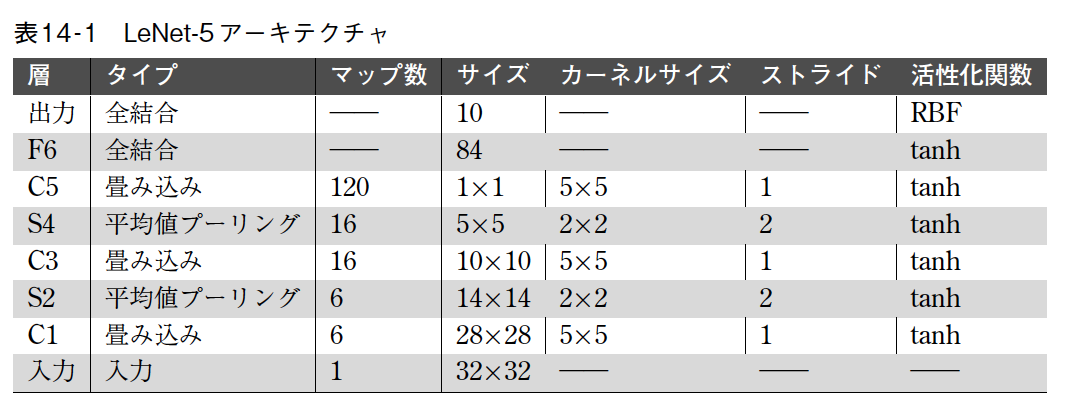 表14-1 LeNet-5アーキテクチャ
層 タイプ マップ数 サイズ カーネルサイズ ストライド 活性化関数
出力 全結合 —— 10 —— —— RBF
F6 全結合 —— 84 —— —— tanh
C5 畳み込み 120 1×1 5×5 1 tanh
S4 平均値プーリング 16 5×5 2×2 2 tanh
C3 畳み込み 16 10×10 5×5 1 tanh
S2 平均値プーリング 6 14×14 2×2 2 tanh
C1 畳み込み 6 28×28 5×5 1 tanh
入力 入力 1 32×32 —— —— ——